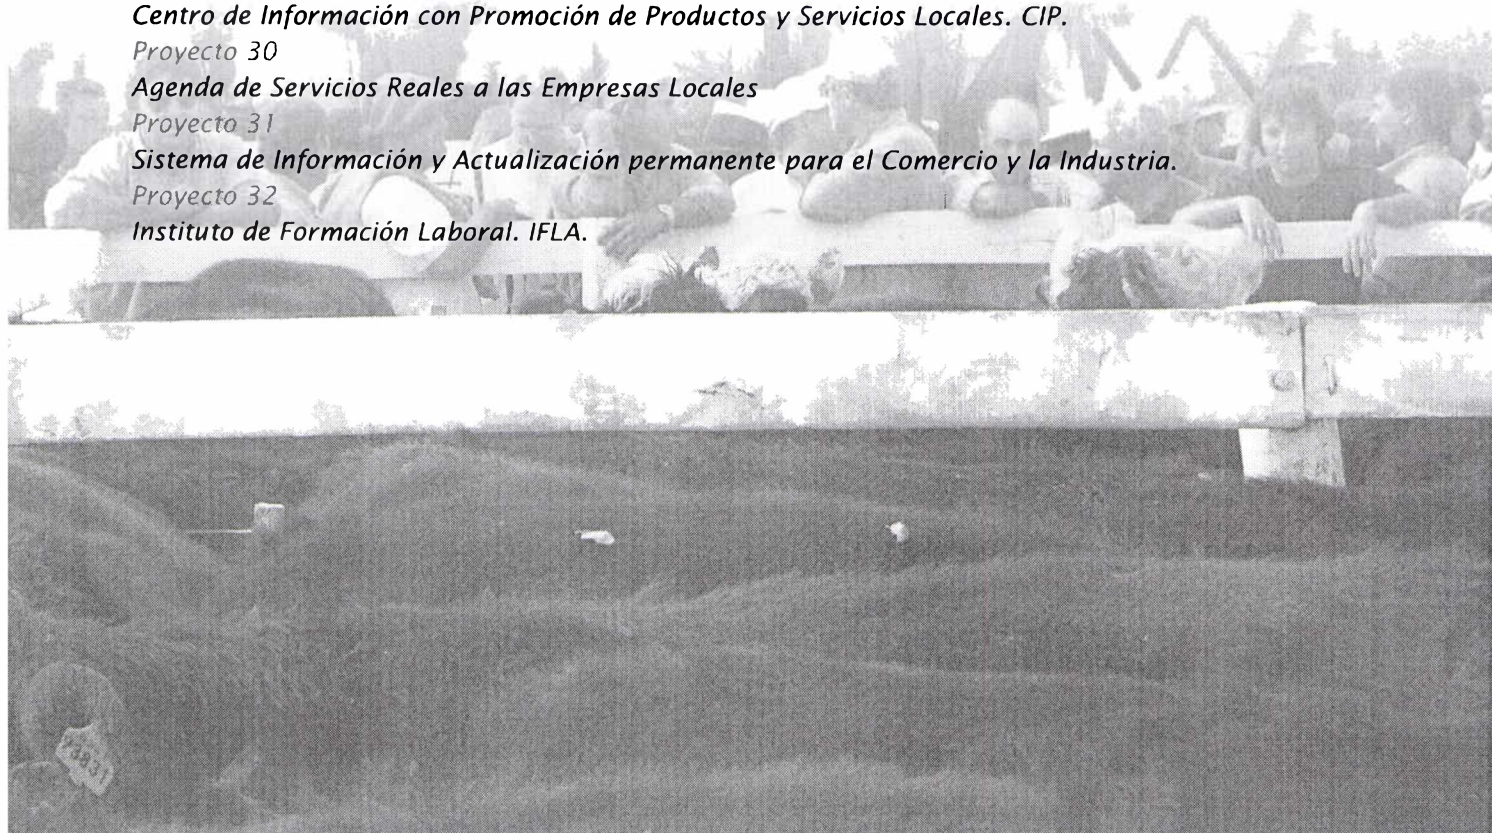 Centro de Información con Promoción de Productos y Servicios Locales. CIP.
Proyecto 30
Agenda de Servicios Reales a las Empresas Locales
Proyecto 31
Sistema de Información y Actualización permanente para el Comercio y la Industria.
Proyecto 32
Instituto de Formación Laboral. IFLA.
93831